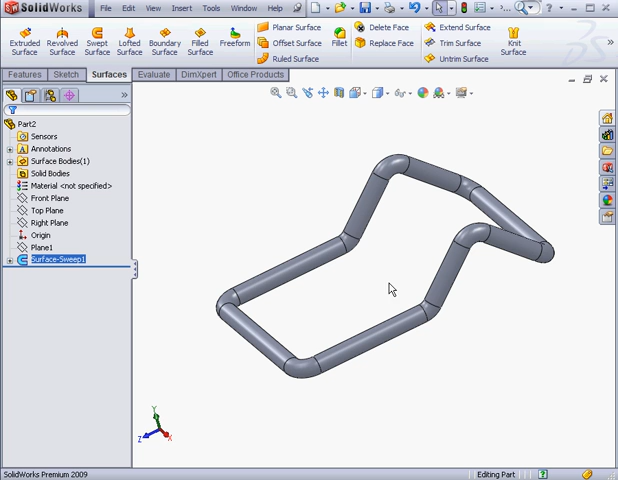 SolidWorks File Edit View Insert Tools Window Help
Extruded Surface
Revolved Surface
Swept Surface
Lofted Surface
Boundary Surface
Filled Surface
Freeform
Planar Surface
Offset Surface
Ruled Surface
Fillet
Delete Face
Replace Face
Extend Surface
Trim Surface
Untrim Surface
Knit Surface
Features Sketch Surfaces Evaluate DimXpert Office Products
Part2
Sensors
Annotations
Surface Bodies(1)
Solid Bodies
Material <not specified>
Front Plane
Top Plane
Right Plane
Origin
Plane1
Surface-Sweep1
Y
Z
X
SolidWorks Premium 2009 Editing Part